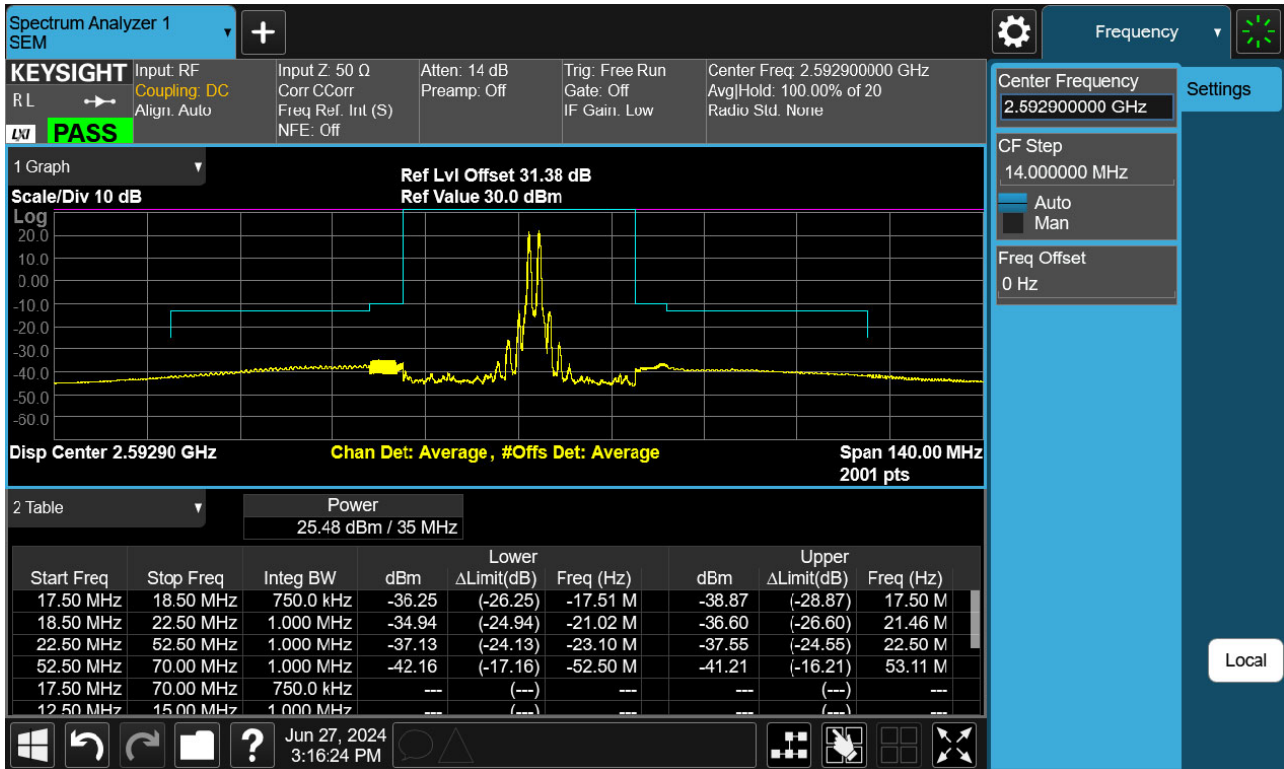 Spectrum Analyzer 1
SEM
Frequency
KEYSIGHT
R L
LXI
PASS
Input: RF
Coupling: DC
Align: Auto
Input Z: 50 Ω
Corr CCorr
Freq Ref: Int (S)
NFE: Off
Atten: 14 dB
Preamp: Off
Trig: Free Run
Gate: Off
IF Gain: Low
Center Freq: 2.592900000 GHz
Avg|Hold: 100.00% of 20
Radio Std: None
Center Frequency
2.592900000 GHz
Settings
CF Step
14.000000 MHz
Auto
Man
Freq Offset
0 Hz
1 Graph
Scale/Div 10 dB
Ref Lvl Offset 31.38 dB
Ref Value 30.0 dBm
Log
20.0
10.0
0.00
-10.0
-20.0
-30.0
-40.0
-50.0
-60.0
Disp Center 2.59290 GHz
Chan Det: Average, #Offs Det: Average
Span 140.00 MHz
2001 pts
2 Table
Power
25.48 dBm / 35 MHz
Lower Upper
Start Freq Stop Freq Integ BW dBm ΔLimit(dB) Freq (Hz) dBm ΔLimit(dB) Freq (Hz)
17.50 MHz 18.50 MHz 750.0 kHz -36.25 (-26.25) -17.51 M -38.87 (-28.87) 17.50 M
18.50 MHz 22.50 MHz 1.000 MHz -34.94 (-24.94) -21.02 M -36.60 (-26.60) 21.46 M
22.50 MHz 52.50 MHz 1.000 MHz -37.13 (-24.13) -23.10 M -37.55 (-24.55) 22.50 M
52.50 MHz 70.00 MHz 1.000 MHz -42.16 (-17.16) -52.50 M -41.21 (-16.21) 53.11 M
17.50 MHz 70.00 MHz 750.0 kHz --- (---) --- --- (---) ---
12.50 MHz 15.00 MHz 1.000 MHz --- (---) --- --- (---) ---
Local
?
Jun 27, 2024
3:16:24 PM